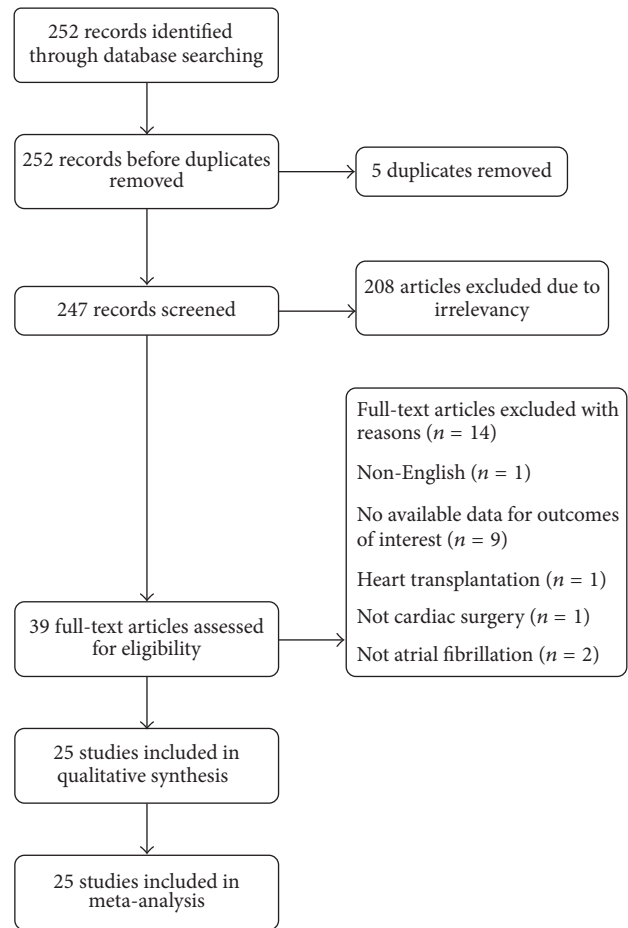 252 records identified
through database searching
252 records before duplicates
removed
5 duplicates removed
247 records screened
208 articles excluded due to
irrelevancy
Full-text articles excluded with
reasons (n = 14)
Non-English (n = 1)
No available data for outcomes
of interest (n = 9)
Heart transplantation (n = 1)
Not cardiac surgery (n = 1)
Not atrial fibrillation (n = 2)
39 full-text articles assessed
for eligibility
25 studies included in
qualitative synthesis
25 studies included in
meta-analysis